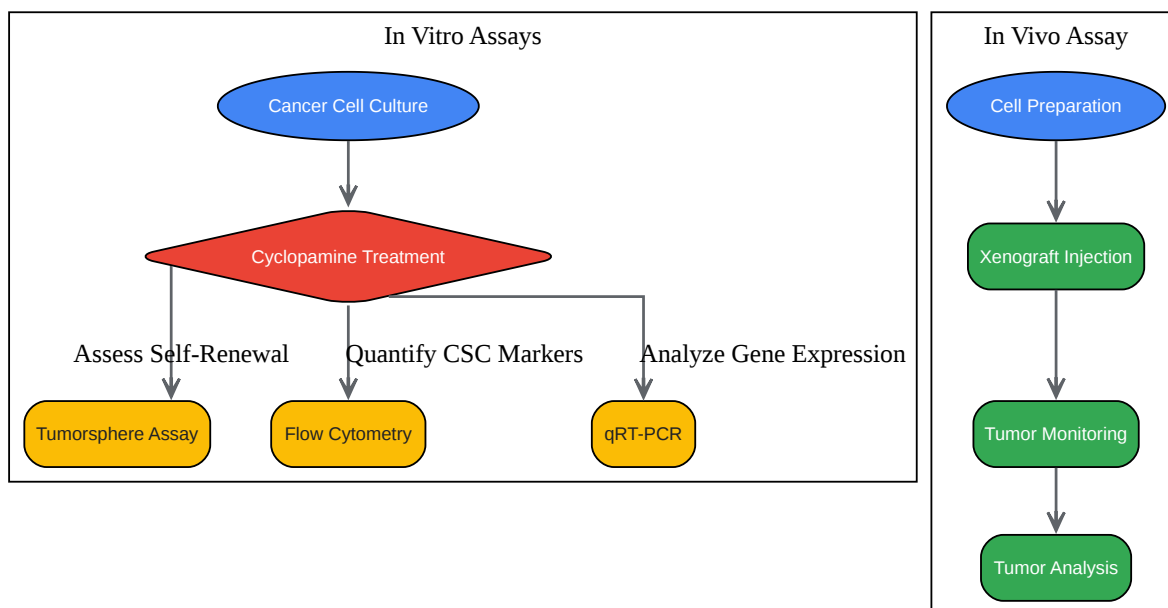 In Vitro Assays
Cancer Cell Culture
Cyclopamine Treatment
Assess Self-Renewal
Quantify CSC Markers
Analyze Gene Expression
Tumorsphere Assay
Flow Cytometry
qRT-PCR
In Vivo Assay
Cell Preparation
Xenograft Injection
Tumor Monitoring
Tumor Analysis